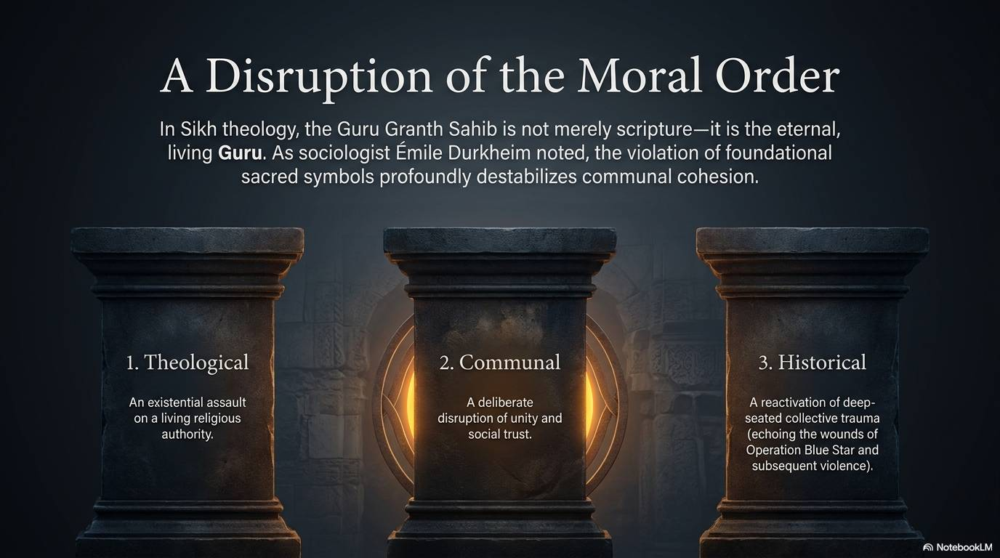 A Disruption of the Moral Order
In Sikh theology, the Guru Granth Sahib is not merely scripture—it is the eternal,
living Guru. As sociologist Émile Durkheim noted, the violation of foundational
sacred symbols profoundly destabilizes communal cohesion.
1. Theological
An existential assault
on a living religious
authority.
2. Communal
A deliberate
disruption of unity and
social trust.
3. Historical
A reactivation of deep-
seated collective trauma
(echoing the wounds of
Operation Blue Star and
subsequent violence).
NotebookLM